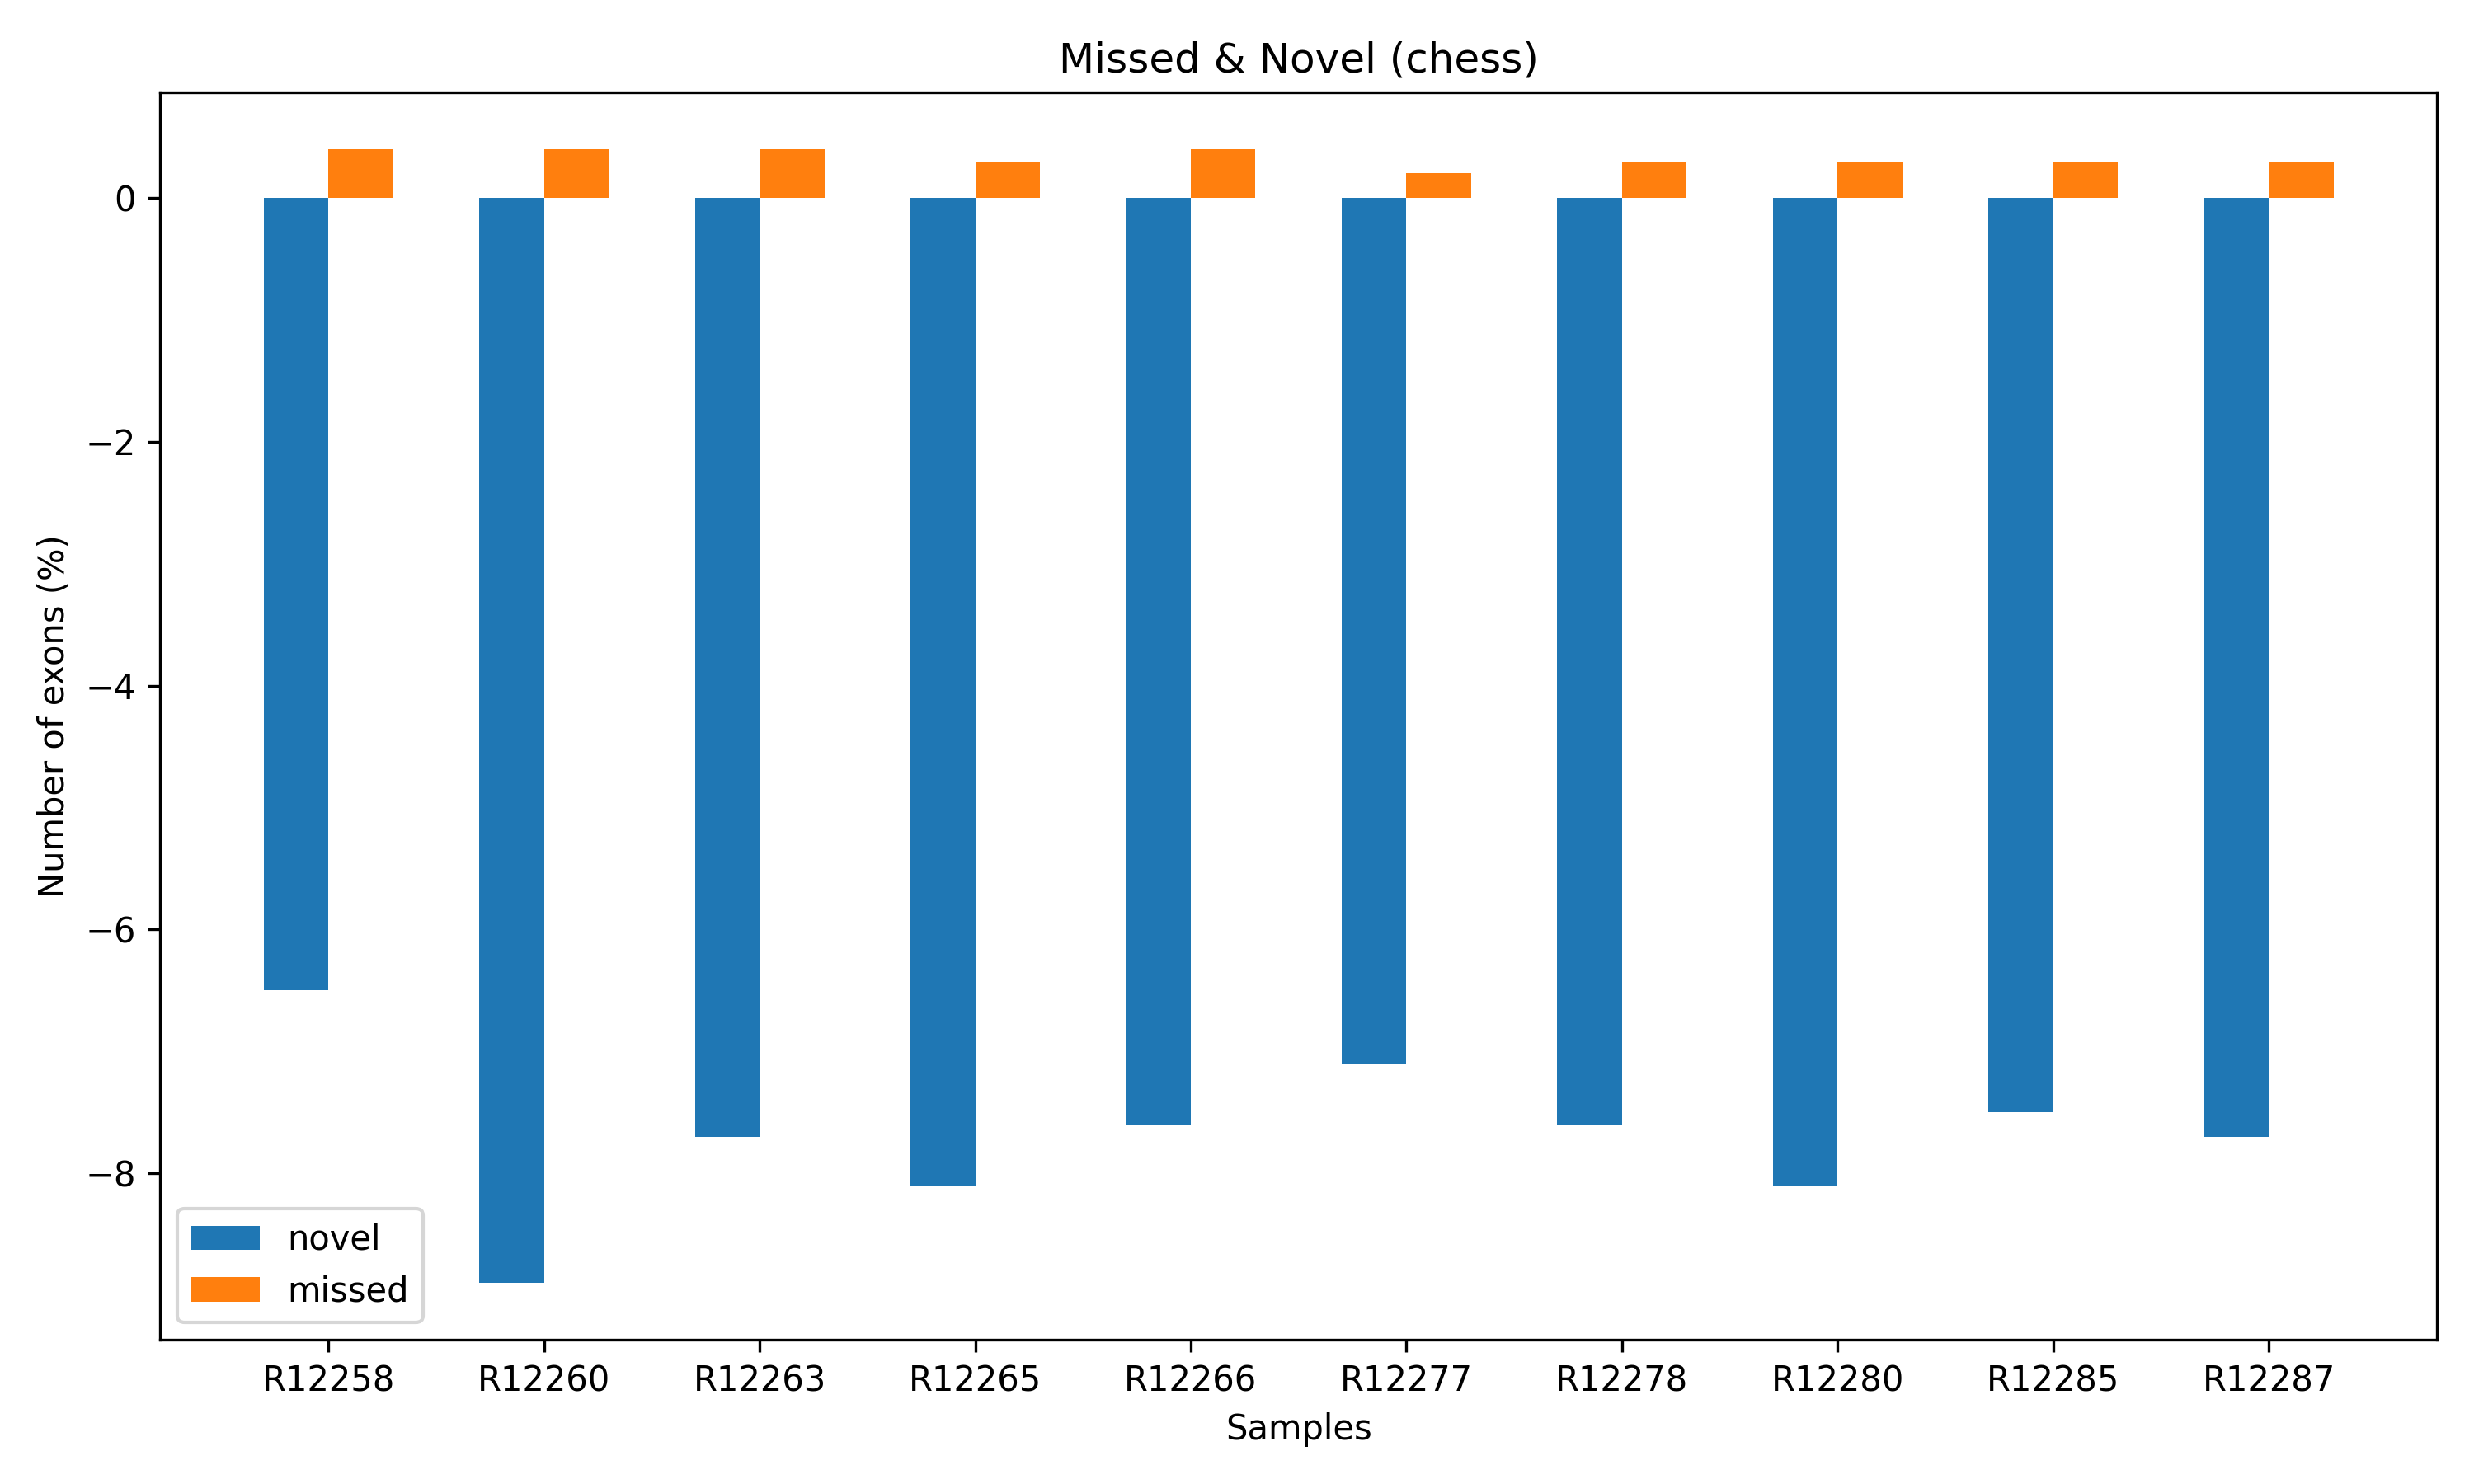 Missed & Novel (chess)
Number of exons (%)
0
−2
−4
−6
−8
novel
missed
R12258 R12260 R12263 R12265 R12266 R12277 R12278 R12280 R12285 R12287
Samples